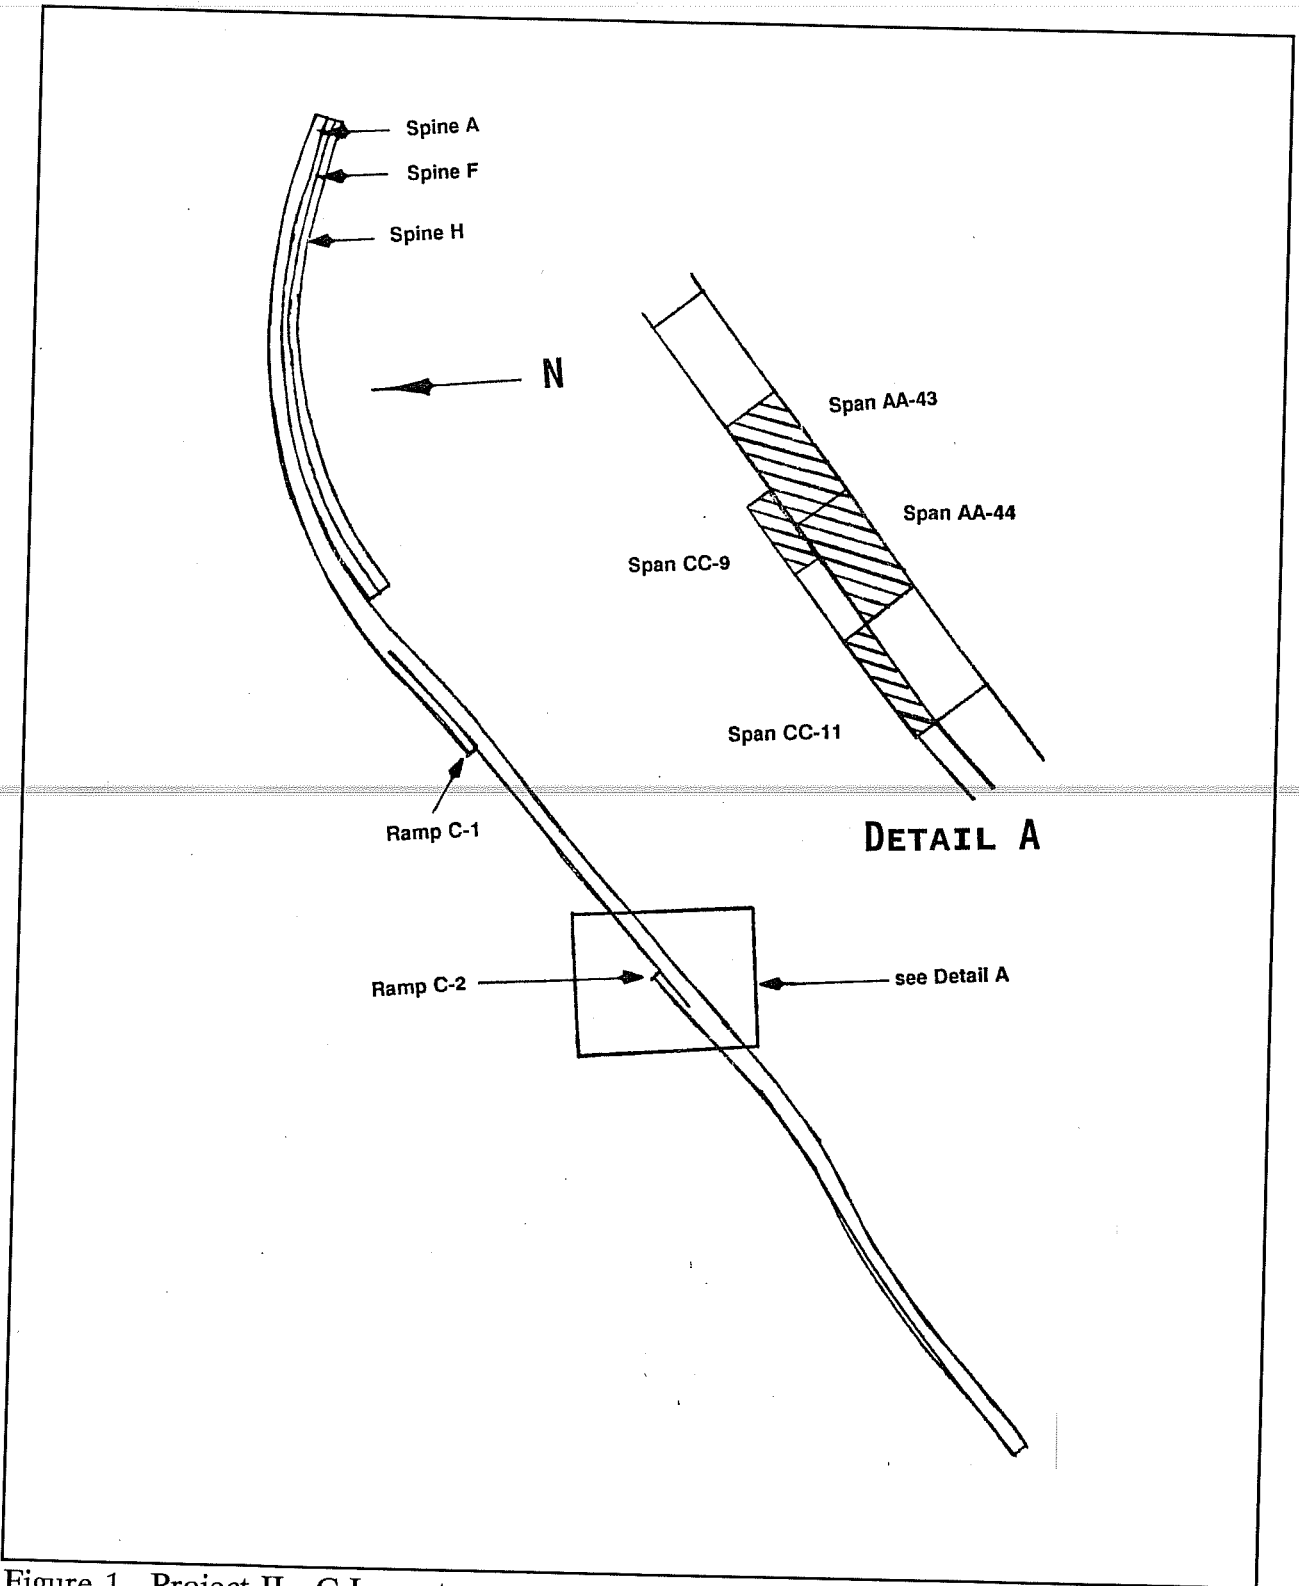 Spine A
Spine F
Spine H
N
Span AA-43
Span AA-44
Span CC-9
Span CC-11
DETAIL A
Ramp C-1
Ramp C-2
see Detail A
Figure 1. Project II-C